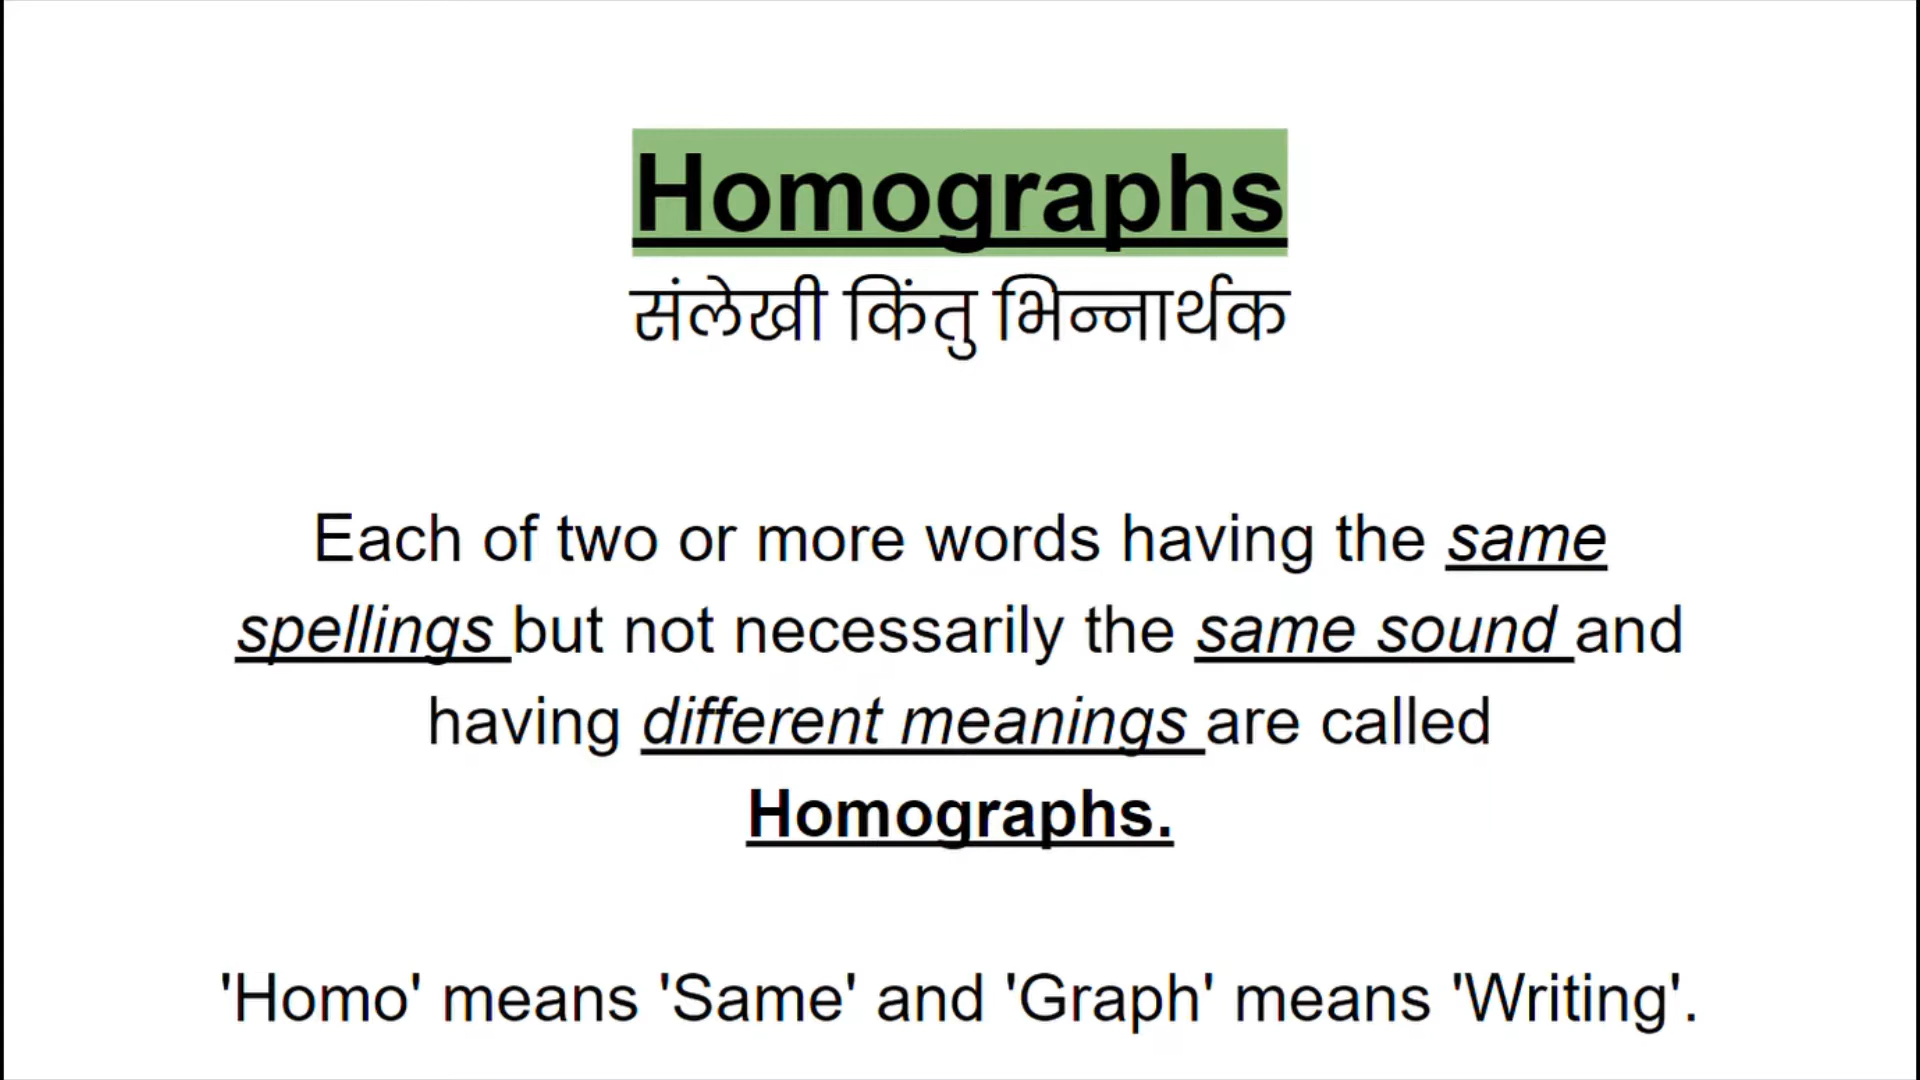 Homographs
संलेखी किंतु भिन्नार्थक
Each of two or more words having the same
spellings but not necessarily the same sound and
having different meanings are called
Homographs.
'Homo' means 'Same' and 'Graph' means 'Writing'.